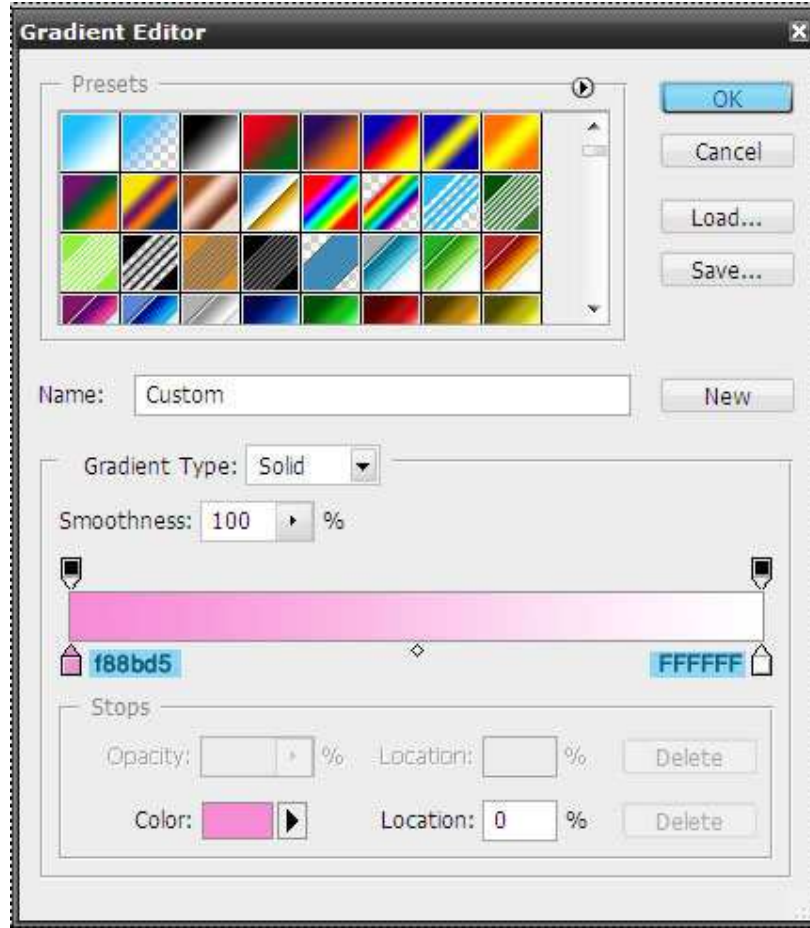 Gradient Editor
Presets
OK
Cancel
Load...
Save...
Name: Custom
New
Gradient Type: Solid
Smoothness: 100 %
f88bd5 FFFFFF
Stops
Opacity: % Location: % Delete
Color: Location: 0 % Delete